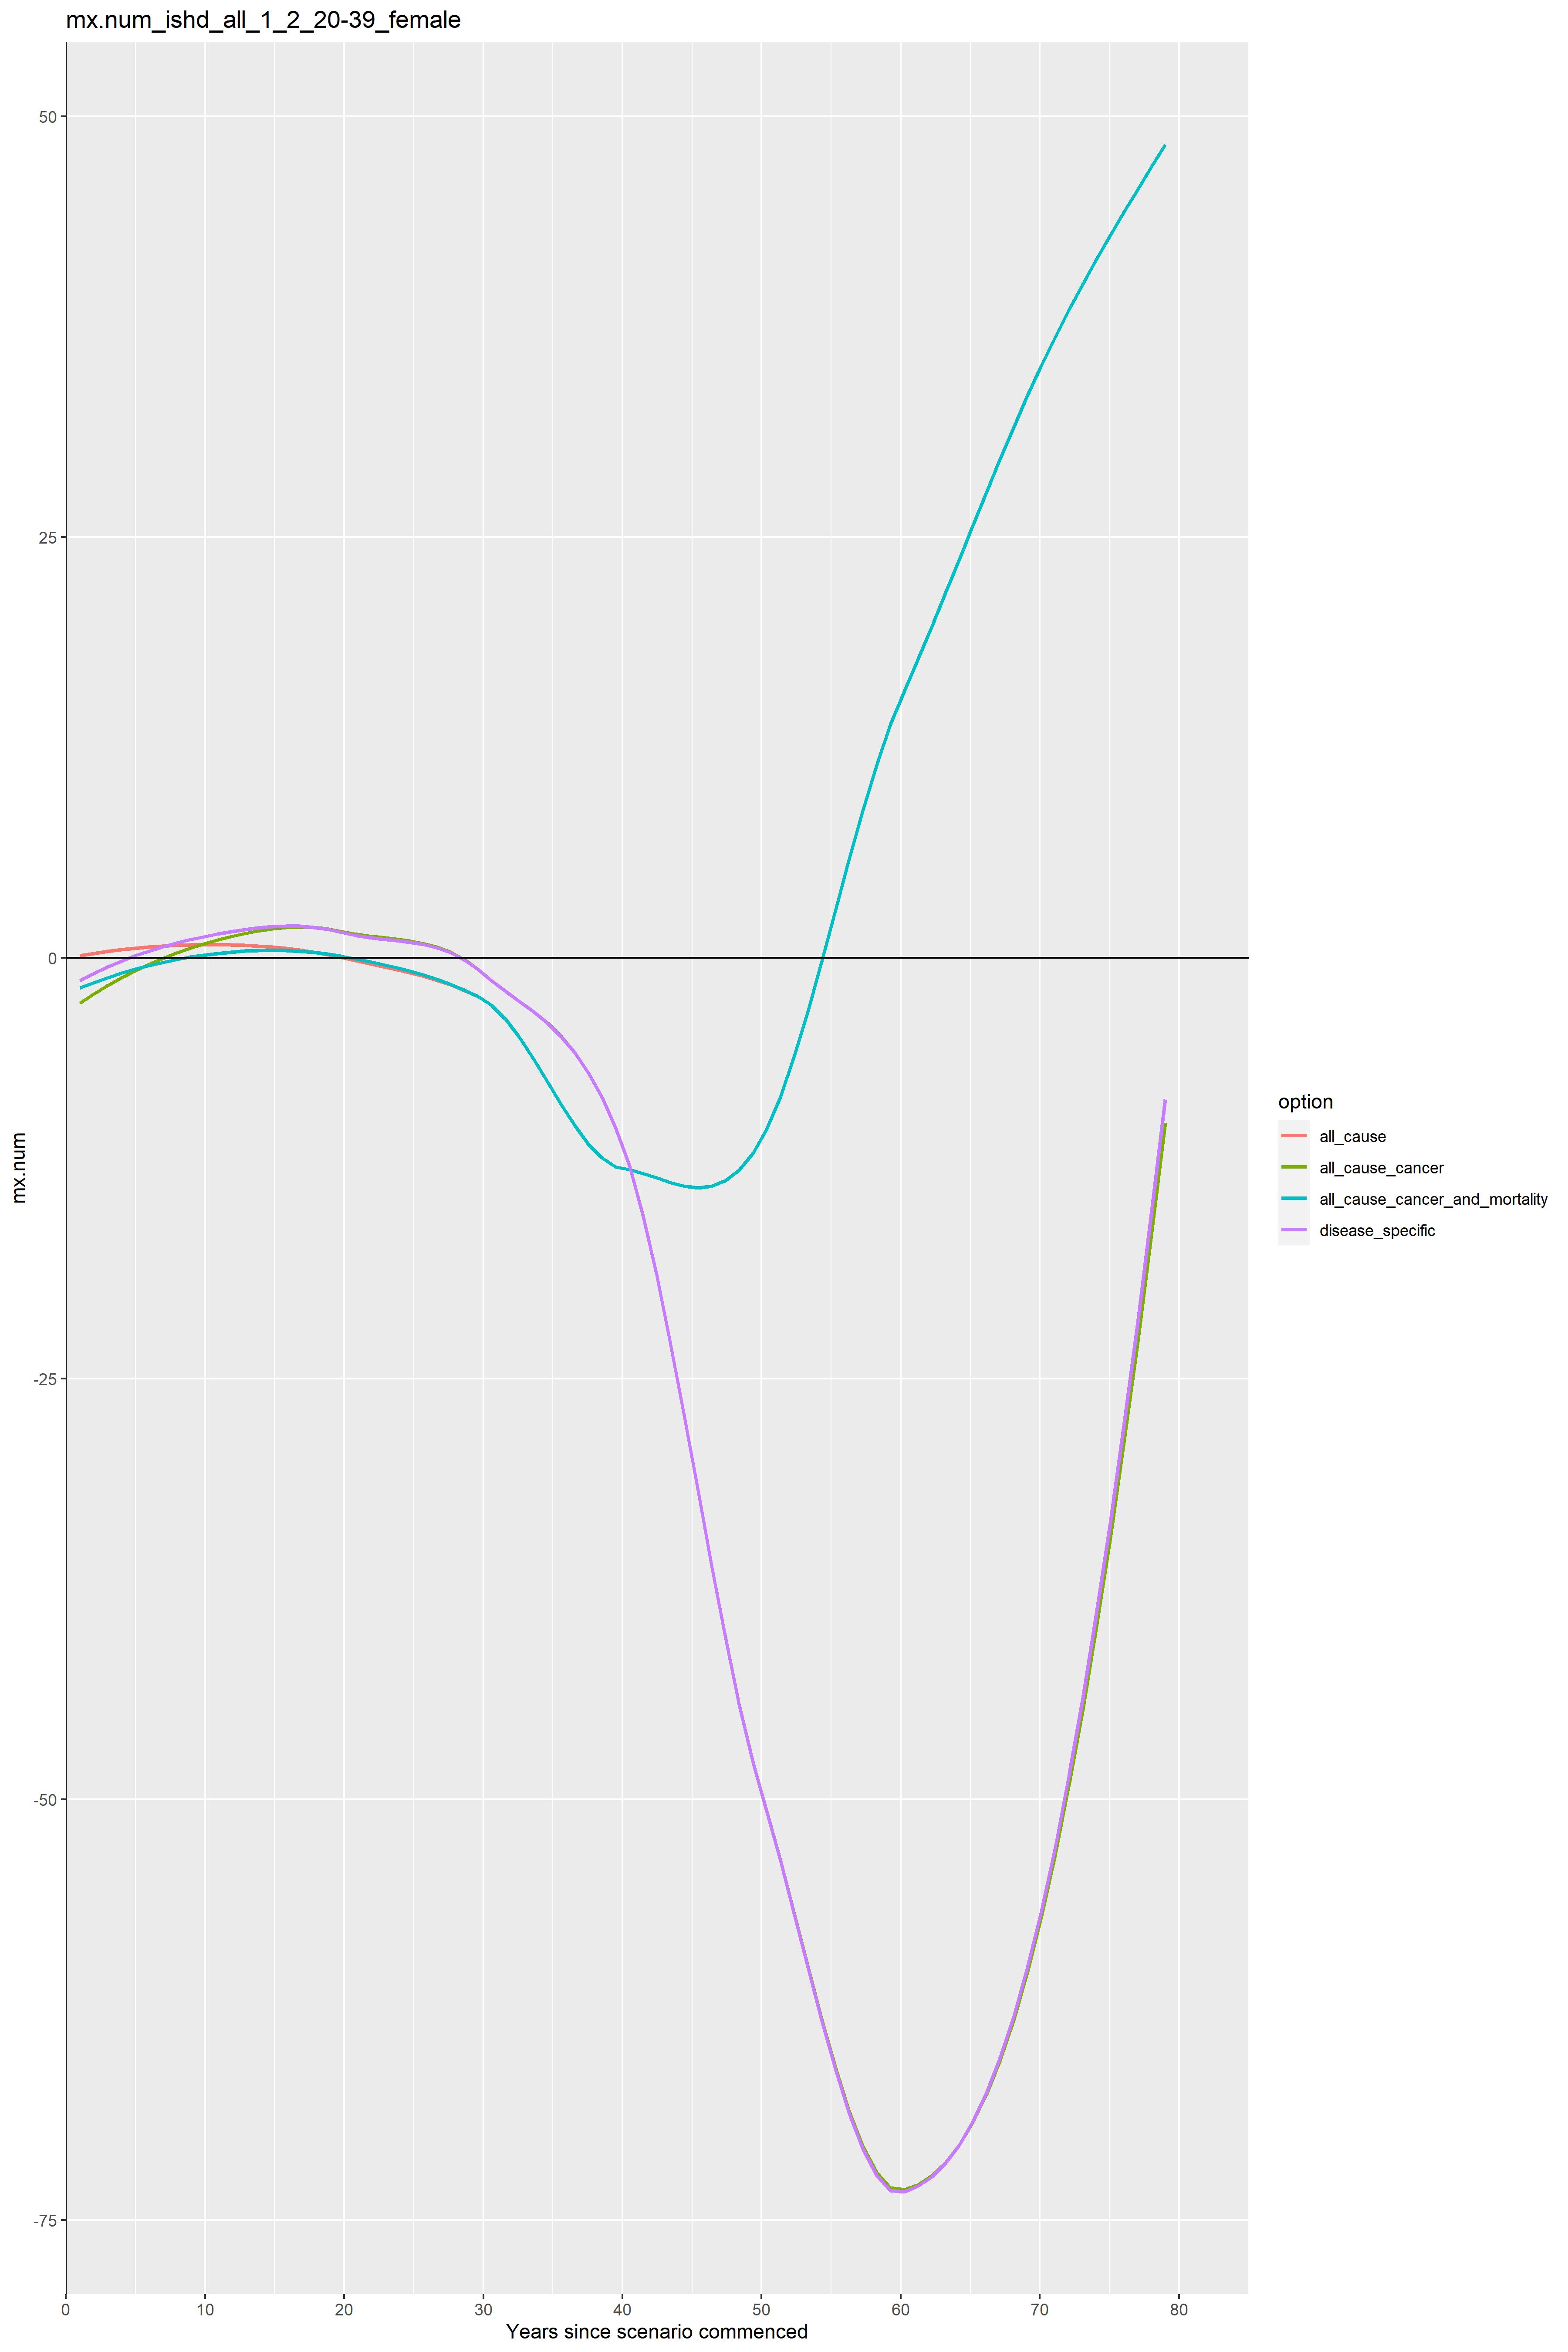 mx.num_ishd_all_1_2_20-39_female
50
25
0
-25
-50
-75
mx.num
0 10 20 30 40 50 60 70 80
Years since scenario commenced
option
all_cause
all_cause_cancer
all_cause_cancer_and_mortality
disease_specific